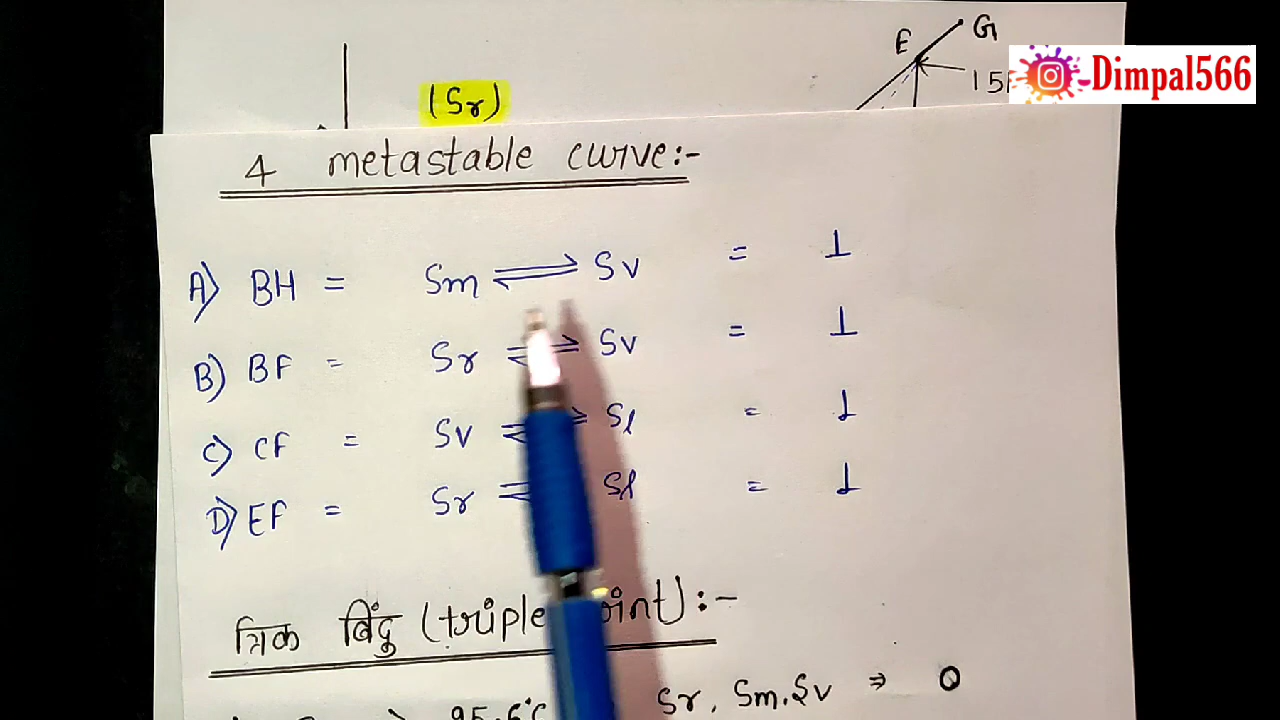 E G
(Sr)
15
-Dimpal566
4 metastable curve:-
A) BH = Sm ⇌ Sv = 1
B) BF = Sr ⇌ Sv = 1
C) CF = Sv ⇌ Sl = 1
D) EF = Sr ⇌ Sl = 1
त्रिक बिंदु (triple point):-
95.6°C Sr, Sm, Sv ⇒ 0